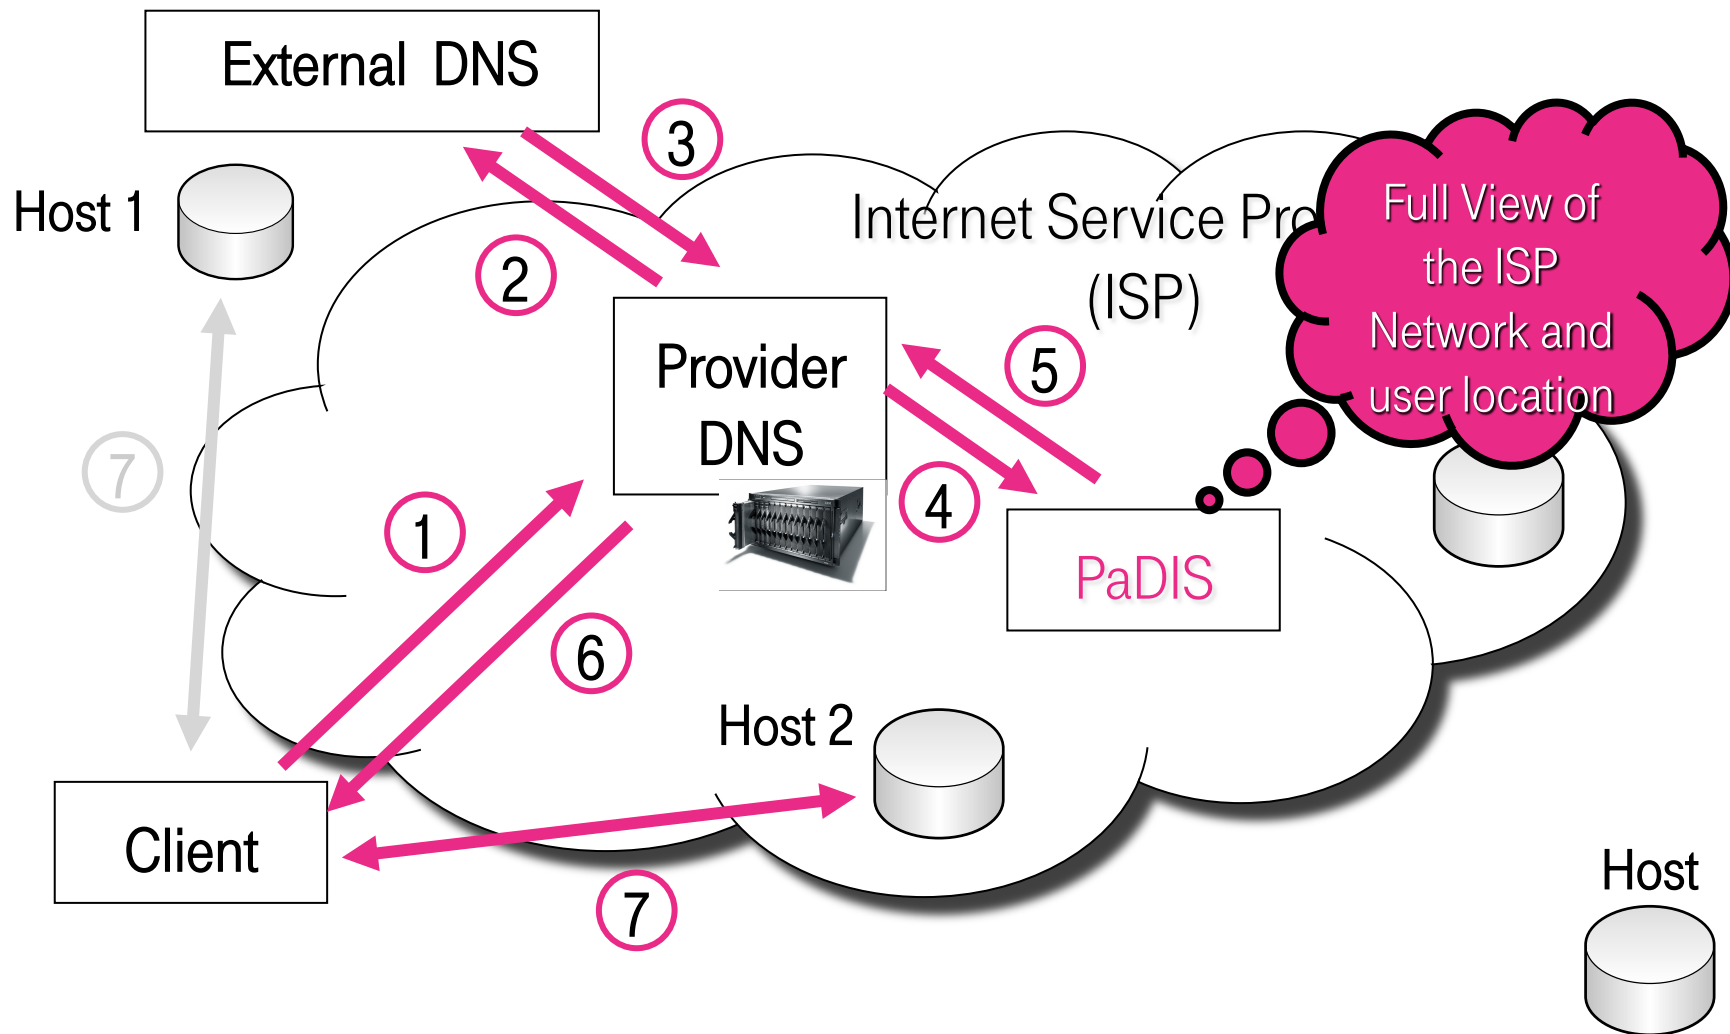 External DNS
3
Host 1
2
Internet Service Pro
(ISP)
Full View of
the ISP
Network and
user location
Provider
DNS
5
7
4
1
PaDIS
6
Host 2
Client
7
Host